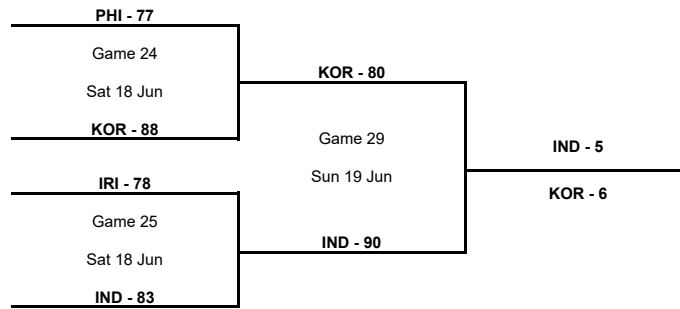 PHI - 77
Game 24
Sat 18 Jun
KOR - 88
IRI - 78
Game 25
Sat 18 Jun
IND - 83
KOR - 80
Game 29
Sun 19 Jun
IND - 90
IND - 5
KOR - 6